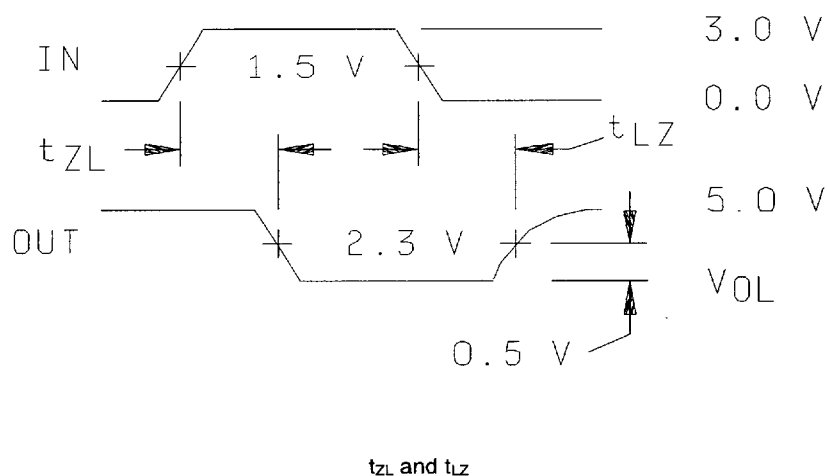 3.0 V
IN
1.5 V
0.0 V
tZL
tLZ
5.0 V
OUT
2.3 V
VOL
0.5 V
tZL and tLZ